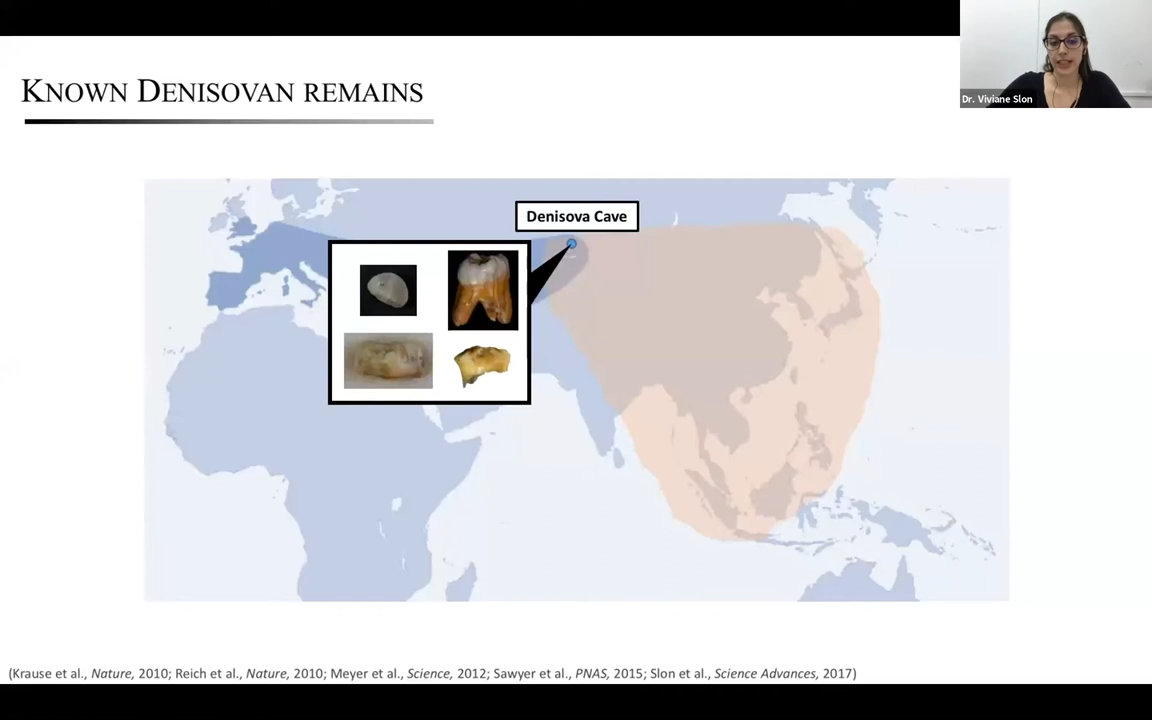 Dr. Viviane Slon
KNOWN DENISOVAN REMAINS
Denisova Cave
(Krause et al., Nature, 2010; Reich et al., Nature, 2010; Meyer et al., Science, 2012; Sawyer et al., PNAS, 2015; Slon et al., Science Advances, 2017)